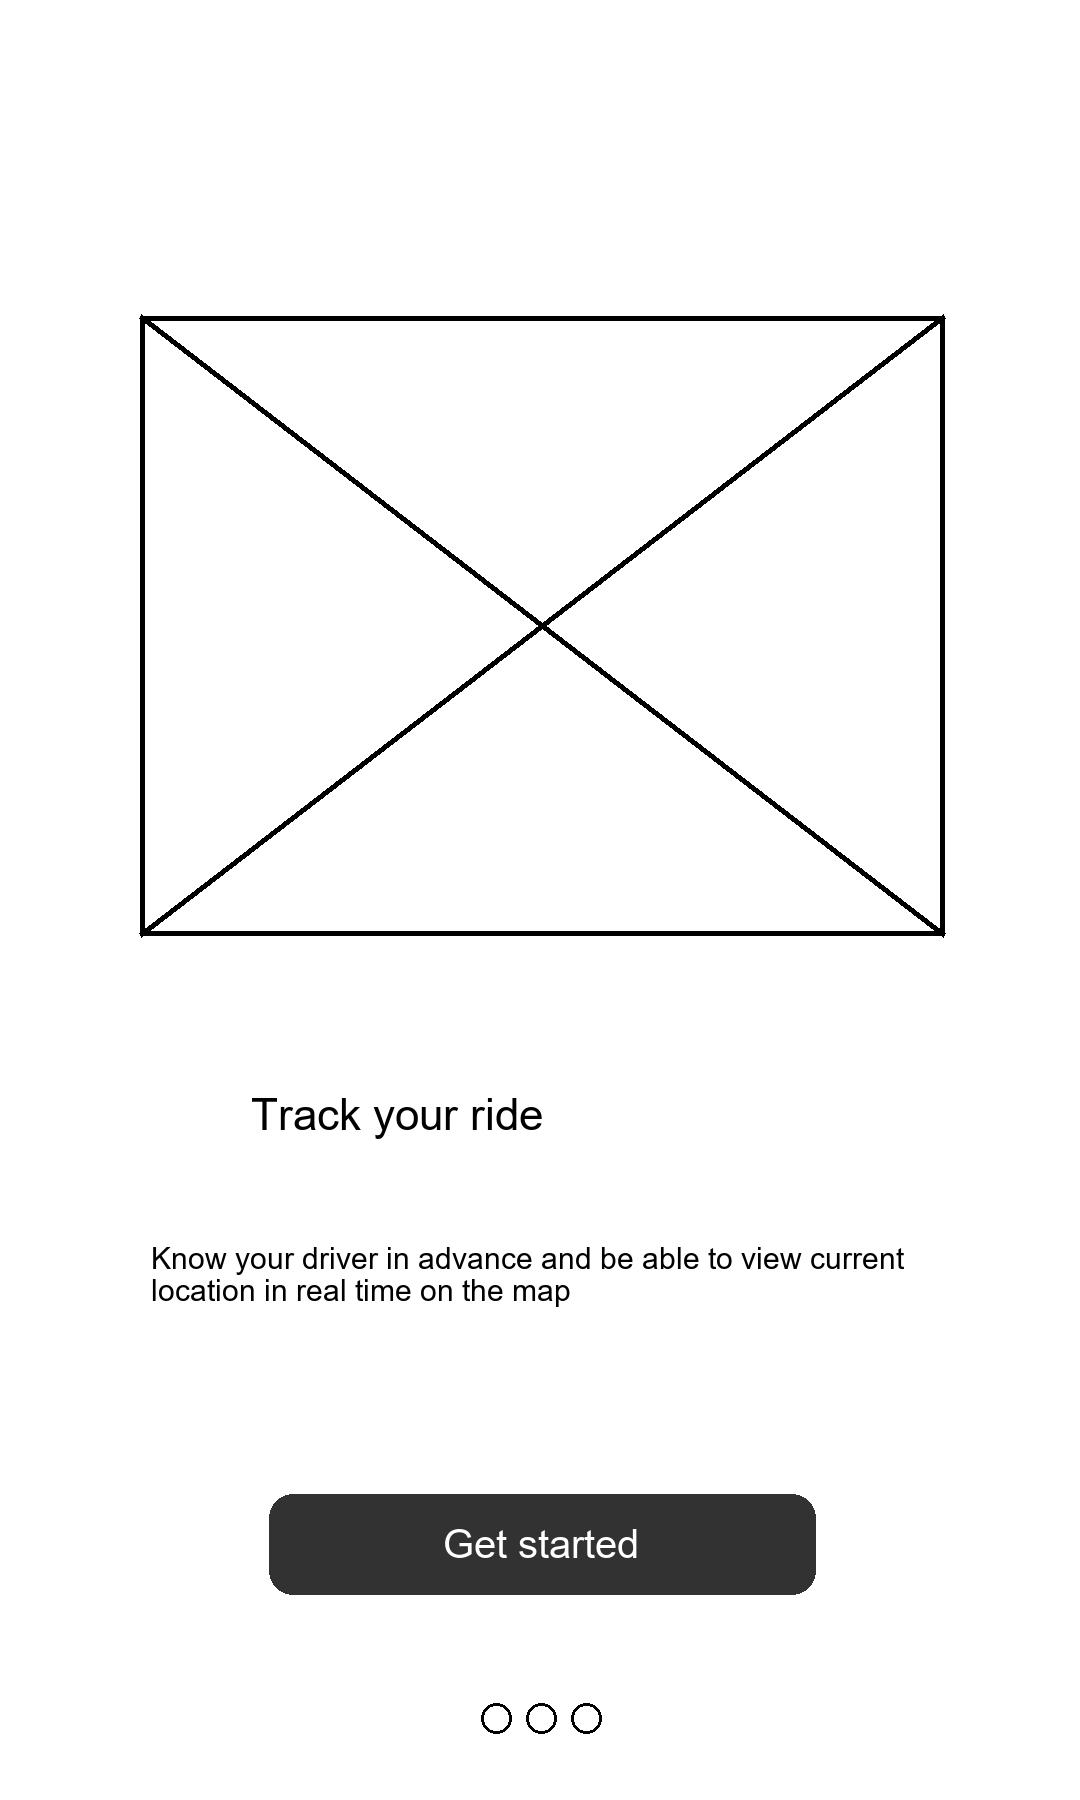 Track your ride
Know your driver in advance and be able to view current
location in real time on the map
Get started